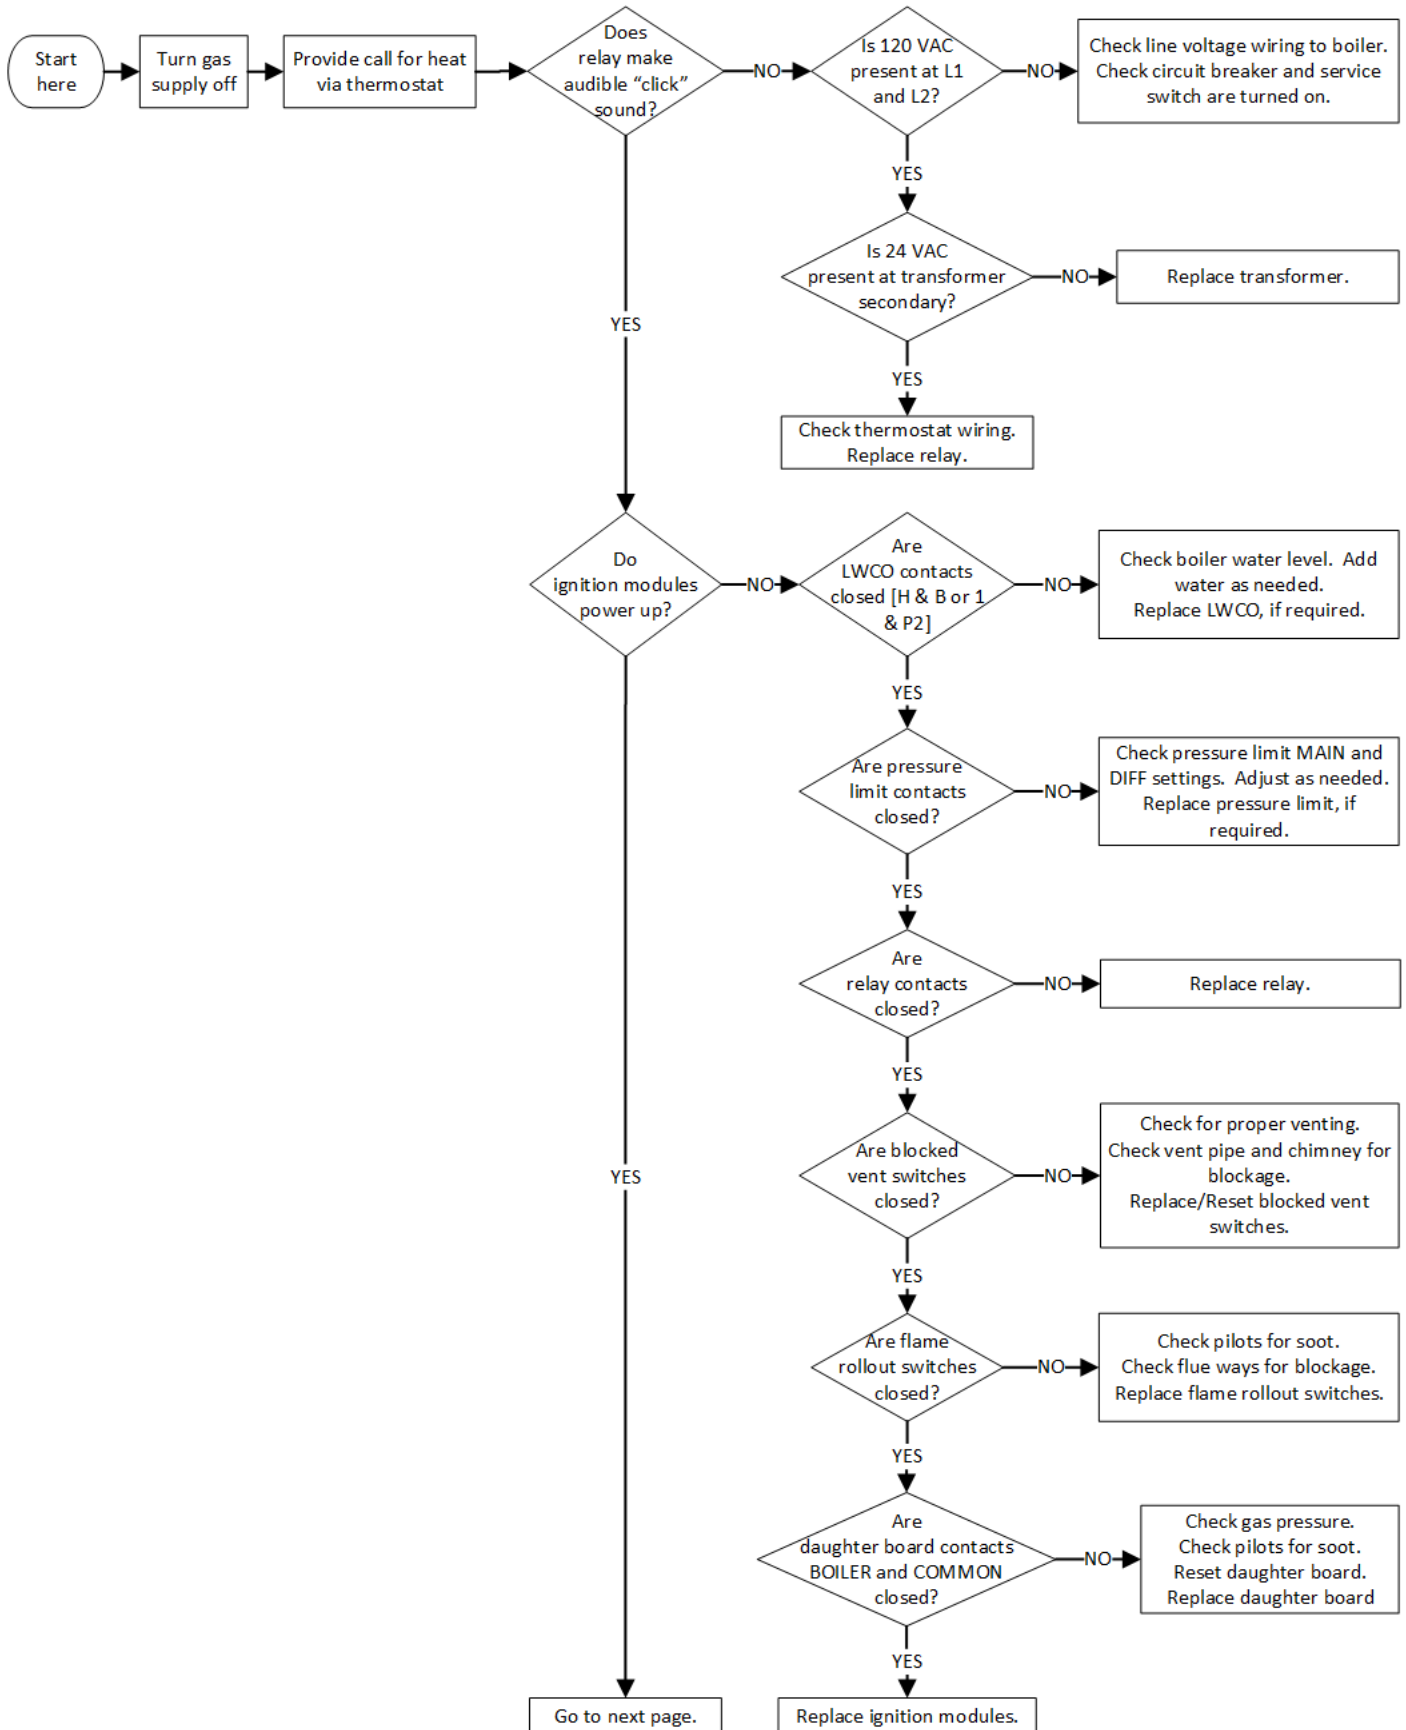 Start
here
Turn gas
supply off
Provide call for heat
via thermostat
Does
relay make
audible “click”
sound?
NO
Is 120 VAC
present at L1
and L2?
NO
Check line voltage wiring to boiler.
Check circuit breaker and service
switch are turned on.
YES
Is 24 VAC
present at transformer
secondary?
NO
Replace transformer.
YES
YES
Check thermostat wiring.
Replace relay.
Do
ignition modules
power up?
NO
Are
LWCO contacts
closed [H & B or 1
& P2]
NO
Check boiler water level. Add
water as needed.
Replace LWCO, if required.
YES
Are pressure
limit contacts
closed?
NO
Check pressure limit MAIN and
DIFF settings. Adjust as needed.
Replace pressure limit, if
required.
YES
Are
relay contacts
closed?
NO
Replace relay.
YES
Are blocked
vent switches
closed?
NO
Check for proper venting.
Check vent pipe and chimney for
blockage.
Replace/Reset blocked vent
switches.
YES
YES
Are flame
rollout switches
closed?
NO
Check pilots for soot.
Check flue ways for blockage.
Replace flame rollout switches.
YES
Are
daughter board contacts
BOILER and COMMON
closed?
NO
Check gas pressure.
Check pilots for soot.
Reset daughter board.
Replace daughter board
YES
Go to next page.
Replace ignition modules.